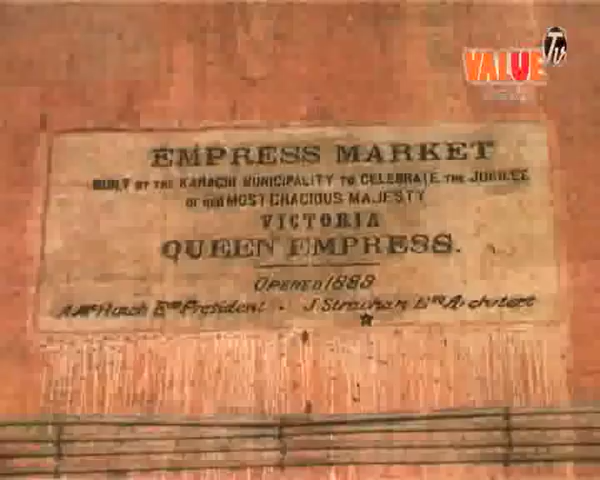 VALUE TV
EMPRESS MARKET
BUILT BY THE KARACHI MUNICIPALITY TO CELEBRATE THE JUBILEE
OF HER MOST GRACIOUS MAJESTY
VICTORIA
QUEEN EMPRESS.
OPENED 1889
President . J Strachan Architect